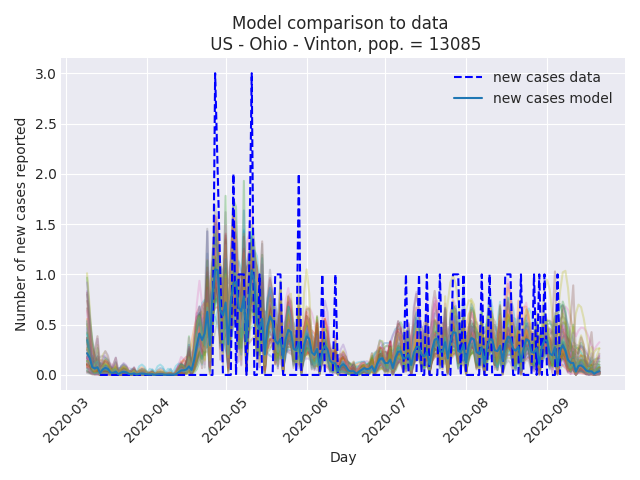 Model comparison to data
US - Ohio - Vinton, pop. = 13085
new cases data
new cases model
Number of new cases reported
3.0
2.5
2.0
1.5
1.0
0.5
0.0
2020-03
2020-04
2020-05
2020-06
2020-07
2020-08
2020-09
Day